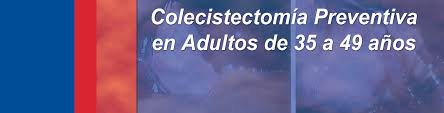 Colecistectomía Preventiva
en Adultos de 35 a 49 años